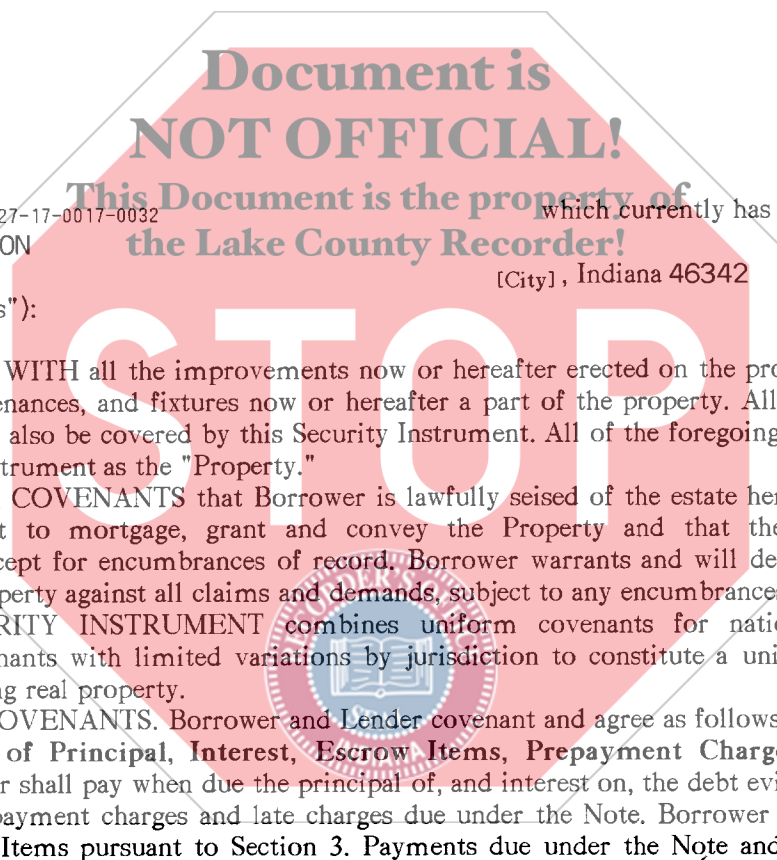 Document is
NOT OFFICIAL!
This Document is the property of
the Lake County Recorder!
27-17-0017-0032 which currently has
ON
[City], Indiana 46342
s"):
STOP
WITH all the improvements now or hereafter erected on the pro
enances, and fixtures now or hereafter a part of the property. All
also be covered by this Security Instrument. All of the foregoing
trument as the "Property."
COVENANTS that Borrower is lawfully seised of the estate her
t to mortgage, grant and convey the Property and that the
cept for encumbrances of record. Borrower warrants and will de
perty against all claims and demands, subject to any encumbrances
RITY INSTRUMENT combines uniform covenants for natio
nants with limited variations by jurisdiction to constitute a uni
ng real property.
OVENANTS. Borrower and Lender covenant and agree as follows
of Principal, Interest, Escrow Items, Prepayment Charg
r shall pay when due the principal of, and interest on, the debt evi
payment charges and late charges due under the Note. Borrower
Items pursuant to Section 3. Payments due under the Note and
SEAL